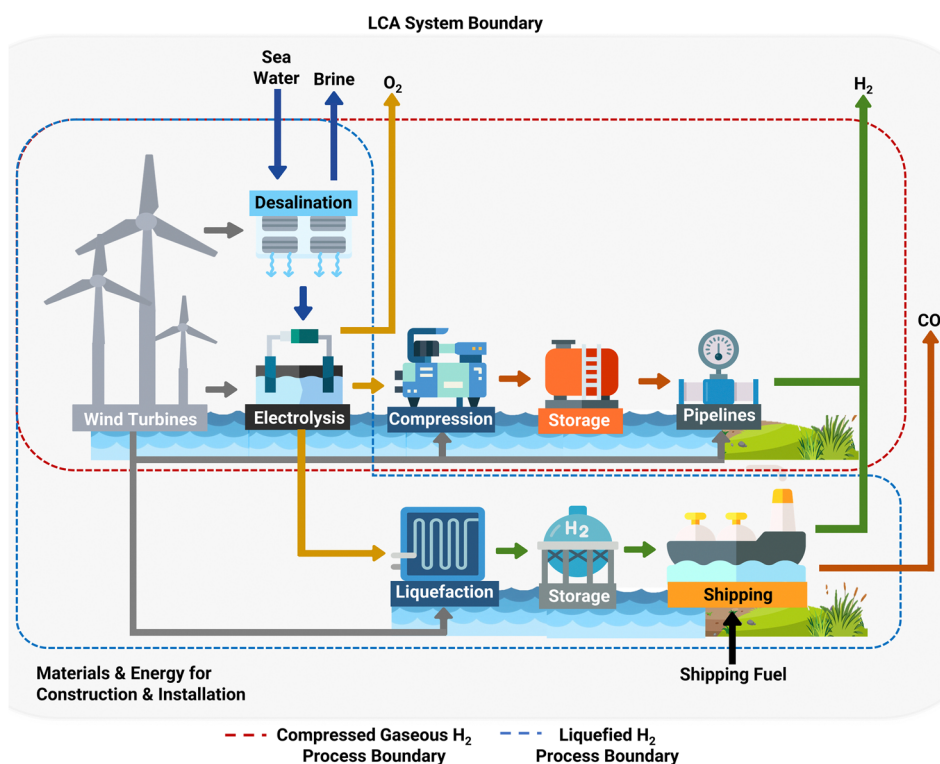 LCA System Boundary
Sea
Water
Brine
O₂
H₂
Desalination
CO
Wind Turbines
Electrolysis
Compression
Storage
Pipelines
H₂
Liquefaction
Storage
Shipping
Materials & Energy for
Construction & Installation
Shipping Fuel
Compressed Gaseous H₂
Process Boundary
Liquefied H₂
Process Boundary